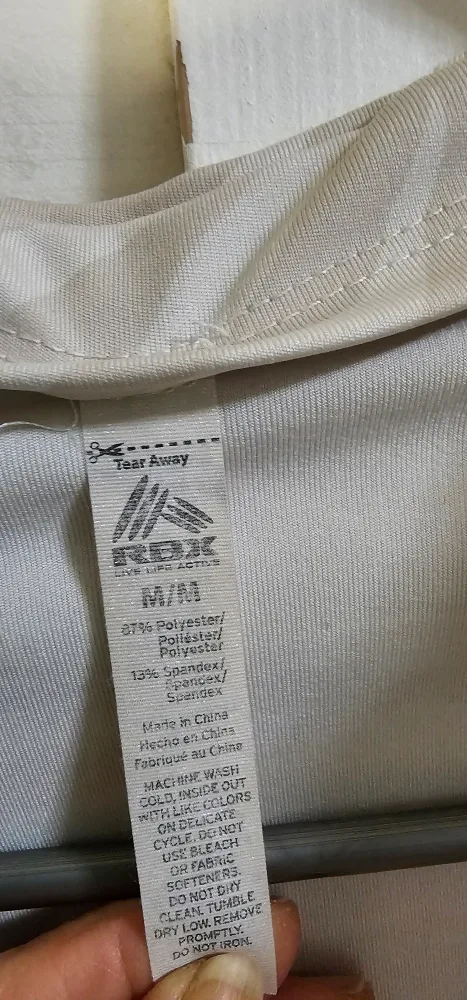 Tear Away
RBX
LIVE LIFE ACTIVE
M/M
87% Polyester/
Poliéster/
Polyester
13% Spandex/
Spandex/
Spandex
Made in China
Hecho en China
Fabriqué au China
MACHINE WASH
COLD, INSIDE OUT
WITH LIKE COLORS
ON DELICATE
CYCLE. DO NOT
USE BLEACH
OR FABRIC
SOFTENERS.
DO NOT DRY
CLEAN. TUMBLE
DRY LOW. REMOVE
PROMPTLY.
DO NOT IRON.